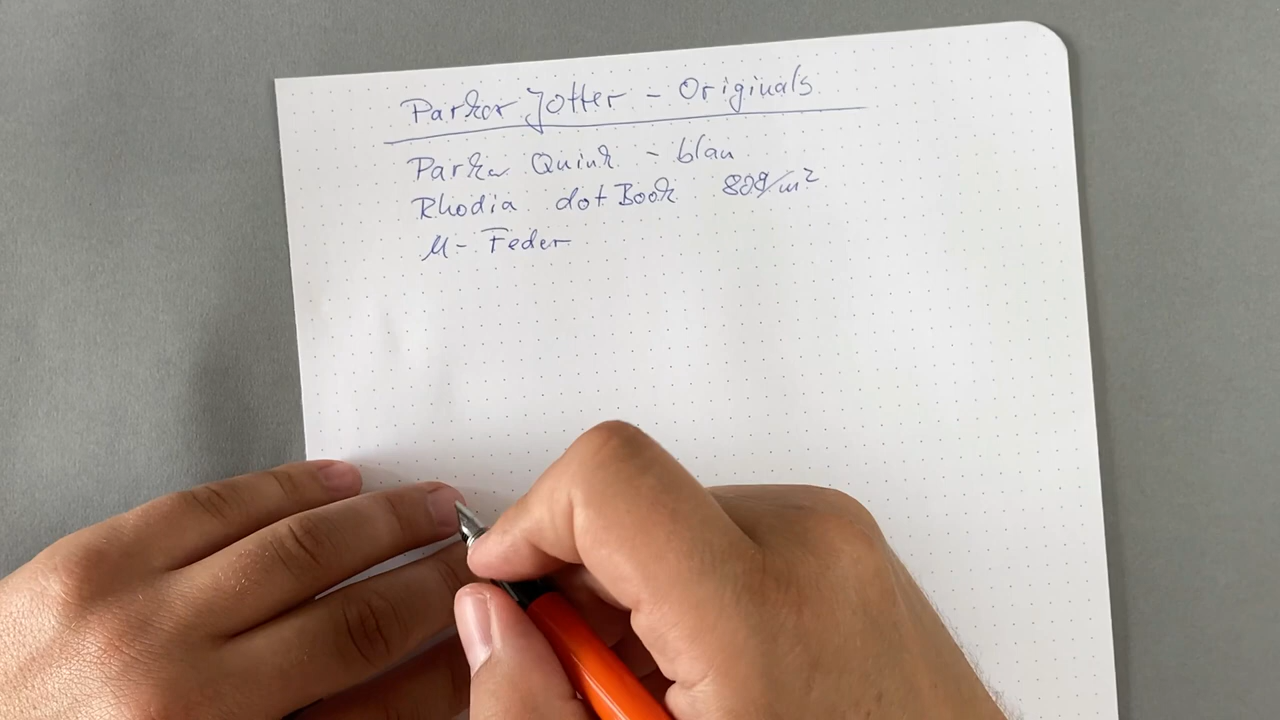 Parker Jotter - Originals
Parker Quink - blau
Rhodia dotBook 80g/m²
M- Feder